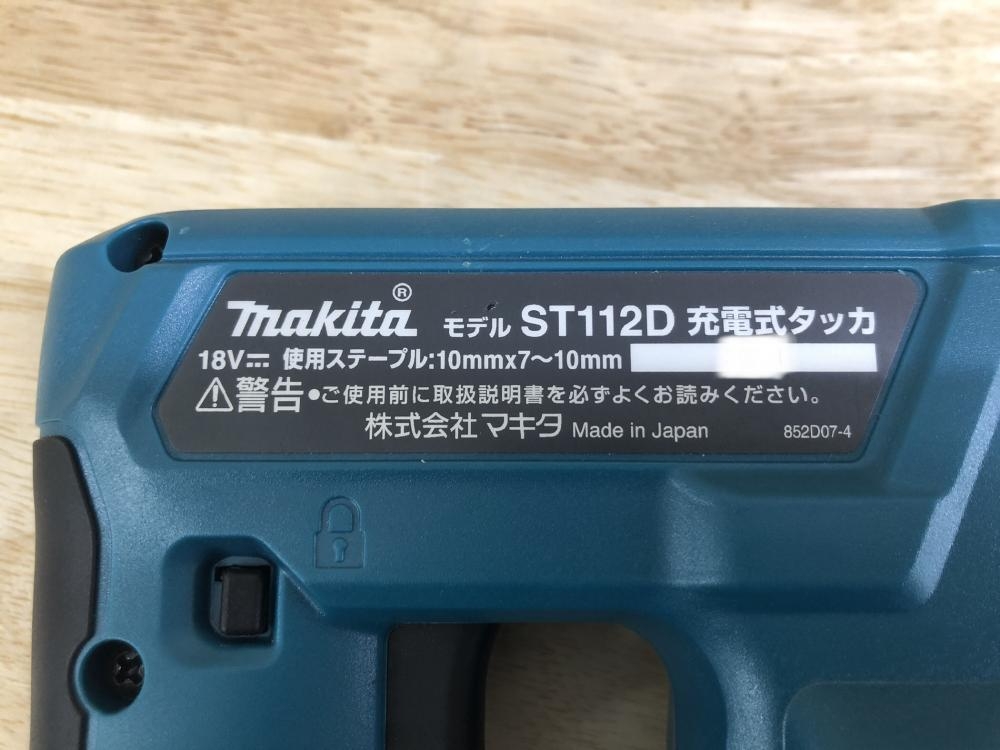 makita® モデル ST112D 充電式タッカ
18V⎓ 使用ステープル:10mmx7〜10mm
⚠警告 ●ご使用前に取扱説明書を必ずよくお読みください。
株式会社 マキタ Made in Japan 852D07-4